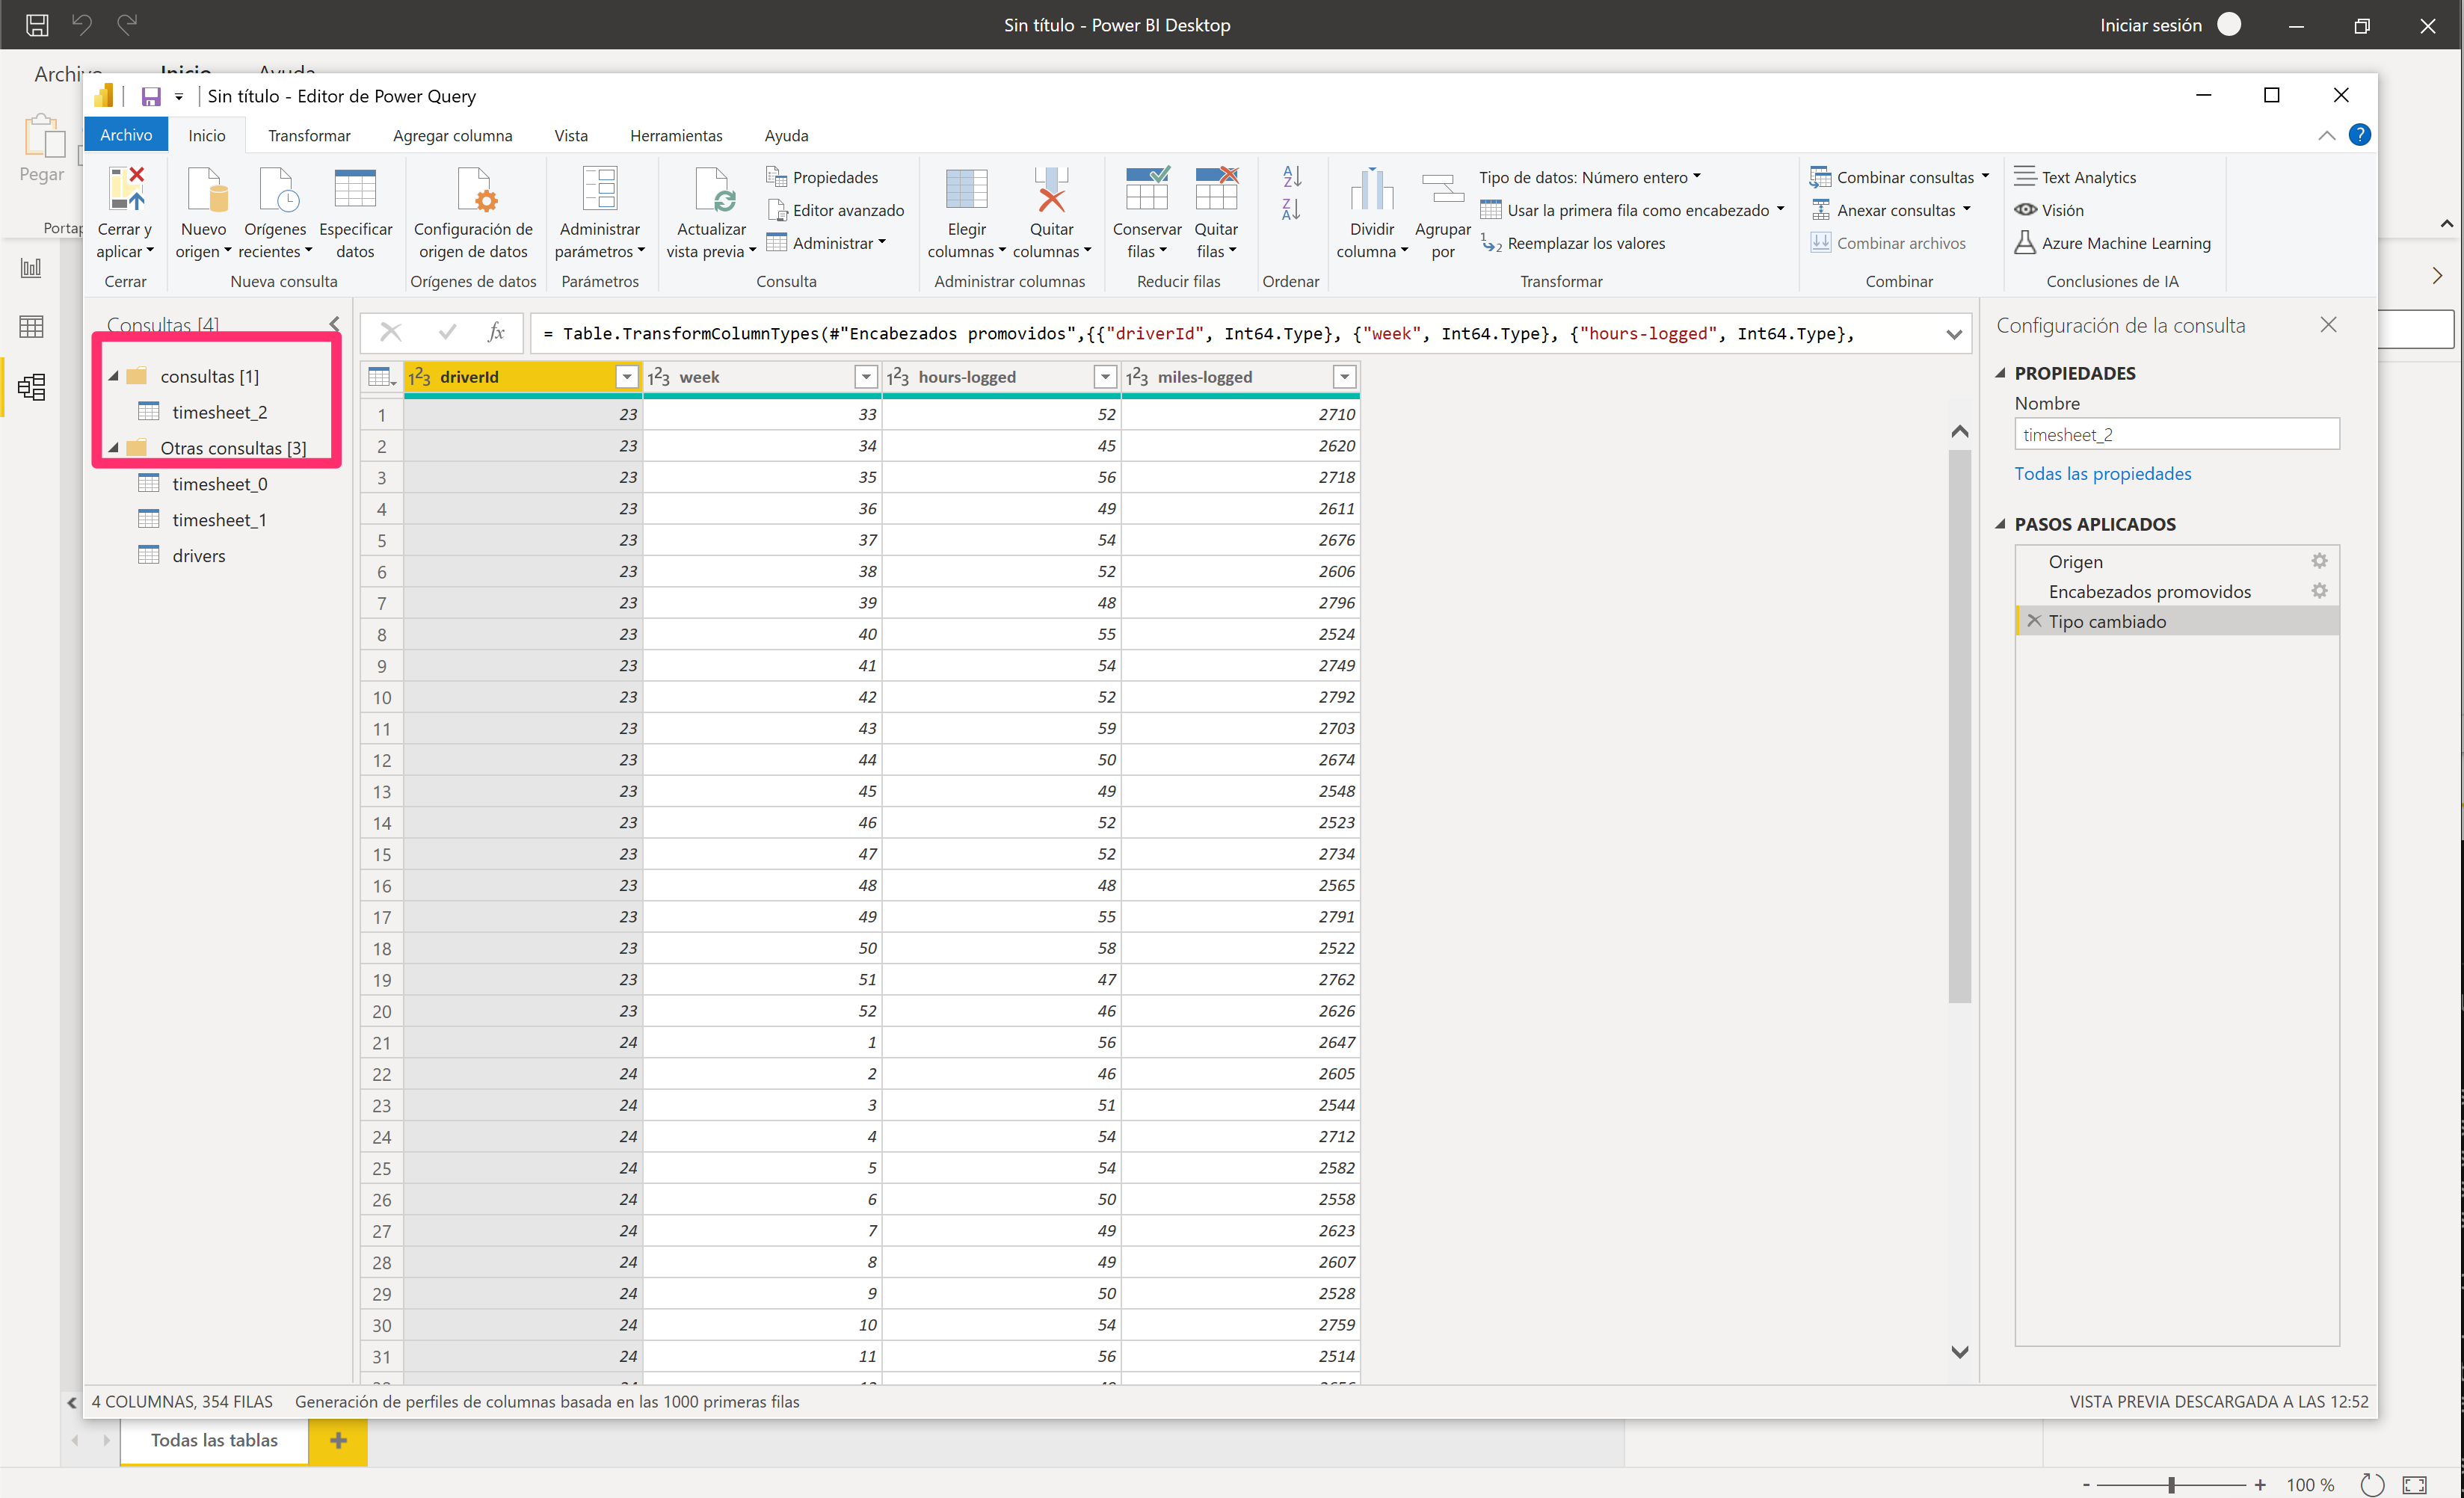 Sin título - Power BI Desktop
Iniciar sesión
Archivo Inicio Ayuda
Pegar
Sin título - Editor de Power Query
Archivo Inicio Transformar Agregar columna Vista Herramientas Ayuda
Cerrar y aplicar
Cerrar
Nuevo origen
Orígenes recientes
Especificar datos
Nueva consulta
Configuración de origen de datos
Orígenes de datos
Administrar parámetros
Parámetros
Actualizar vista previa
Propiedades
Editor avanzado
Administrar
Consulta
Elegir columnas
Quitar columnas
Administrar columnas
Conservar filas
Quitar filas
Reducir filas
Ordenar
Dividir columna
Agrupar por
Tipo de datos: Número entero
Usar la primera fila como encabezado
Reemplazar los valores
Transformar
Combinar consultas
Anexar consultas
Combinar archivos
Combinar
Text Analytics
Visión
Azure Machine Learning
Conclusiones de IA
Consultas [4]
consultas [1]
timesheet_2
Otras consultas [3]
timesheet_0
timesheet_1
drivers
fx
= Table.TransformColumnTypes(#"Encabezados promovidos",{{"driverId", Int64.Type}, {"week", Int64.Type}, {"hours-logged", Int64.Type},
123 driverId 123 week 123 hours-logged 123 miles-logged
1 23 33 52 2710
2 23 34 45 2620
3 23 35 56 2718
4 23 36 49 2611
5 23 37 54 2676
6 23 38 52 2606
7 23 39 48 2796
8 23 40 55 2524
9 23 41 54 2749
10 23 42 52 2792
11 23 43 59 2703
12 23 44 50 2674
13 23 45 49 2548
14 23 46 52 2523
15 23 47 52 2734
16 23 48 48 2565
17 23 49 55 2791
18 23 50 58 2522
19 23 51 47 2762
20 23 52 46 2626
21 24 1 56 2647
22 24 2 46 2605
23 24 3 51 2544
24 24 4 54 2712
25 24 5 54 2582
26 24 6 50 2558
27 24 7 49 2623
28 24 8 49 2607
29 24 9 50 2528
30 24 10 54 2759
31 24 11 56 2514
Configuración de la consulta
PROPIEDADES
Nombre
timesheet_2
Todas las propiedades
PASOS APLICADOS
Origen
Encabezados promovidos
Tipo cambiado
4 COLUMNAS, 354 FILAS Generación de perfiles de columnas basada en las 1000 primeras filas
VISTA PREVIA DESCARGADA A LAS 12:52
Todas las tablas
100 %